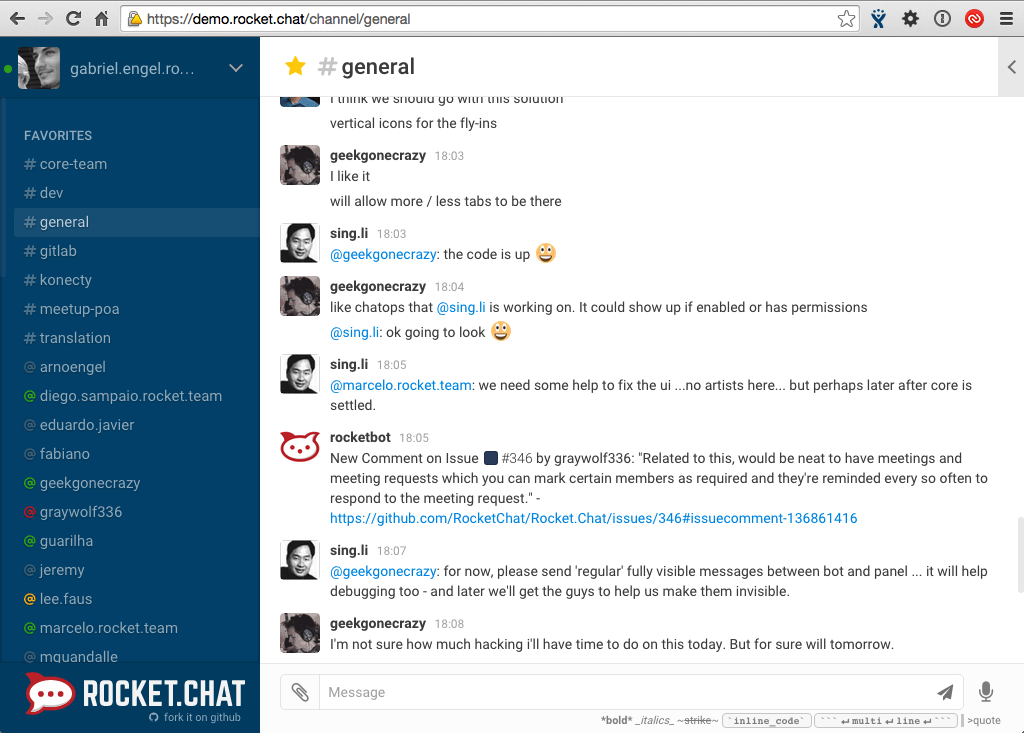 https://demo.rocket.chat/channel/general
gabriel.engel.ro...
FAVORITES
# core-team
# dev
# general
# gitlab
# konecty
# meetup-poa
# translation
@ arnoengel
@ diego.sampaio.rocket.team
@ eduardo.javier
@ fabiano
@ geekgonecrazy
@ graywolf336
@ guarilha
@ jeremy
@ lee.faus
@ marcelo.rocket.team
@ mquandalle
ROCKET.CHAT
fork it on github
# general
I think we should go with this solution
vertical icons for the fly-ins
geekgonecrazy 18:03
I like it
will allow more / less tabs to be there
sing.li 18:03
@geekgonecrazy: the code is up 😃
geekgonecrazy 18:04
like chatops that @sing.li is working on. It could show up if enabled or has permissions
@sing.li: ok going to look 😃
sing.li 18:05
@marcelo.rocket.team: we need some help to fix the ui ...no artists here... but perhaps later after core is
settled.
rocketbot 18:05
New Comment on Issue #346 by graywolf336: "Related to this, would be neat to have meetings and
meeting requests which you can mark certain members as required and they're reminded every so often to
respond to the meeting request." -
https://github.com/RocketChat/Rocket.Chat/issues/346#issuecomment-136861416
sing.li 18:07
@geekgonecrazy: for now, please send 'regular' fully visible messages between bot and panel ... it will help
debugging too - and later we'll get the guys to help us make them invisible.
geekgonecrazy 18:08
I'm not sure how much hacking i'll have time to do on this today. But for sure will tomorrow.
Message
*bold* _italics_ ~strike~ `inline_code` ```↵multi↵line↵``` >quote